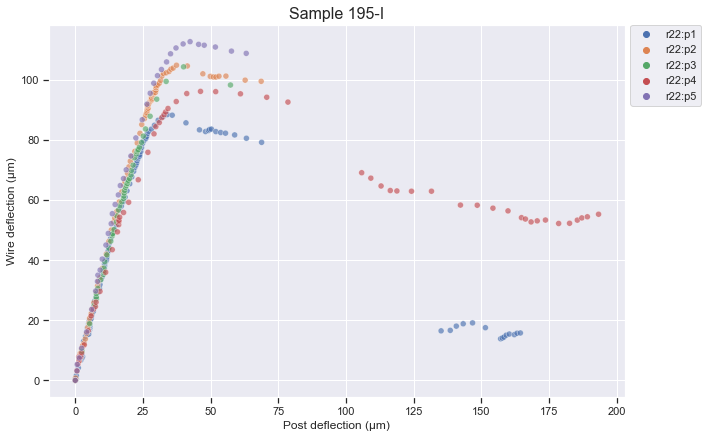 Sample 195-I
r22:p1
r22:p2
r22:p3
r22:p4
r22:p5
100
80
60
40
20
0
Wire deflection (µm)
0 25 50 75 100 125 150 175 200
Post deflection (µm)